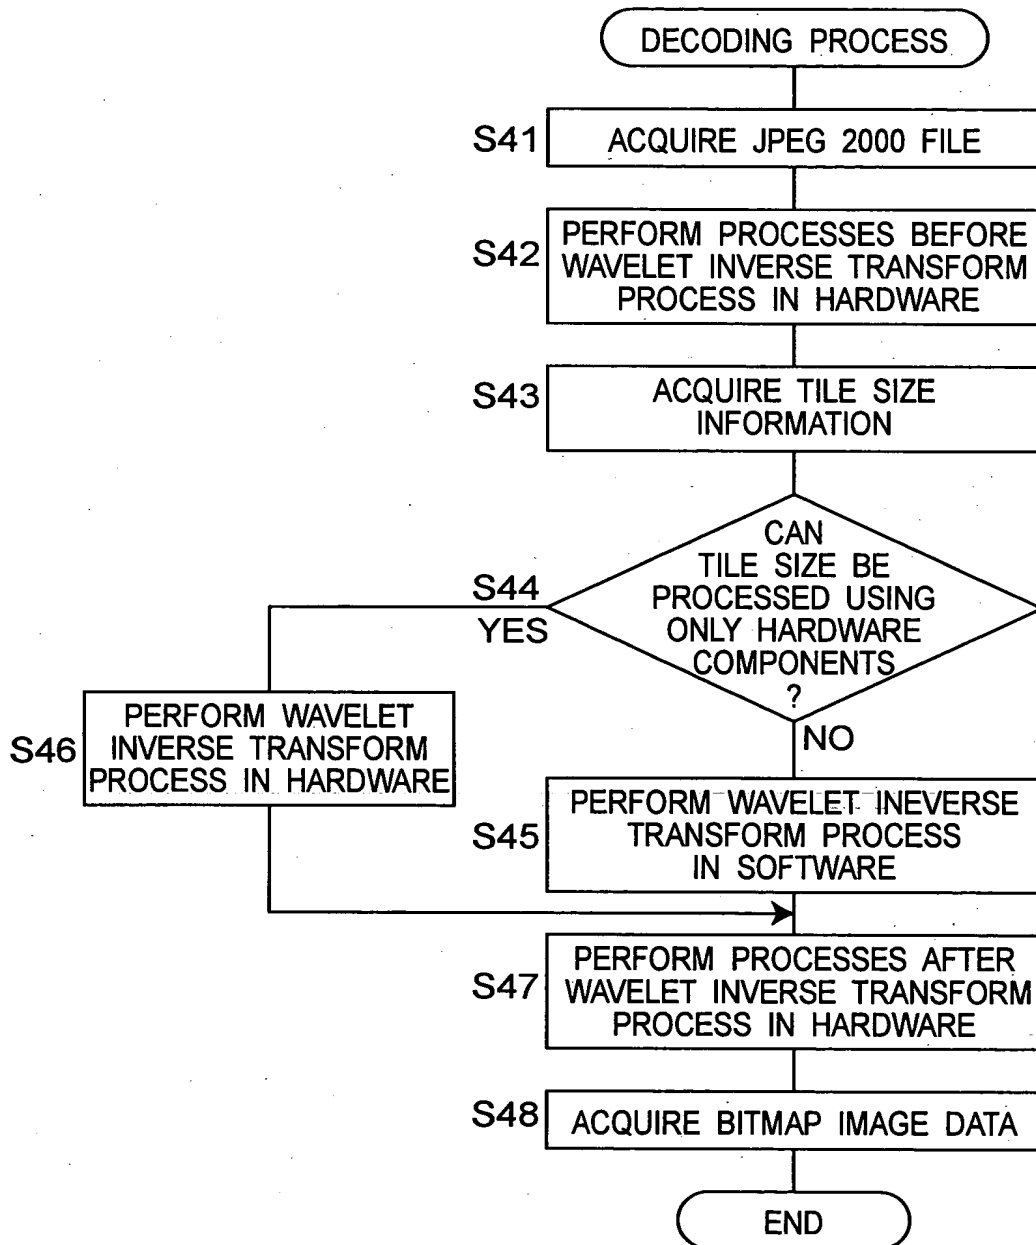 DECODING PROCESS
S41
ACQUIRE JPEG 2000 FILE
S42
PERFORM PROCESSES BEFORE
WAVELET INVERSE TRANSFORM
PROCESS IN HARDWARE
S43
ACQUIRE TILE SIZE
INFORMATION
S44
CAN
TILE SIZE BE
PROCESSED USING
ONLY HARDWARE
COMPONENTS
?
YES
NO
S46
PERFORM WAVELET
INVERSE TRANSFORM
PROCESS IN HARDWARE
S45
PERFORM WAVELET INEVERSE
TRANSFORM PROCESS
IN SOFTWARE
S47
PERFORM PROCESSES AFTER
WAVELET INVERSE TRANSFORM
PROCESS IN HARDWARE
S48
ACQUIRE BITMAP IMAGE DATA
END